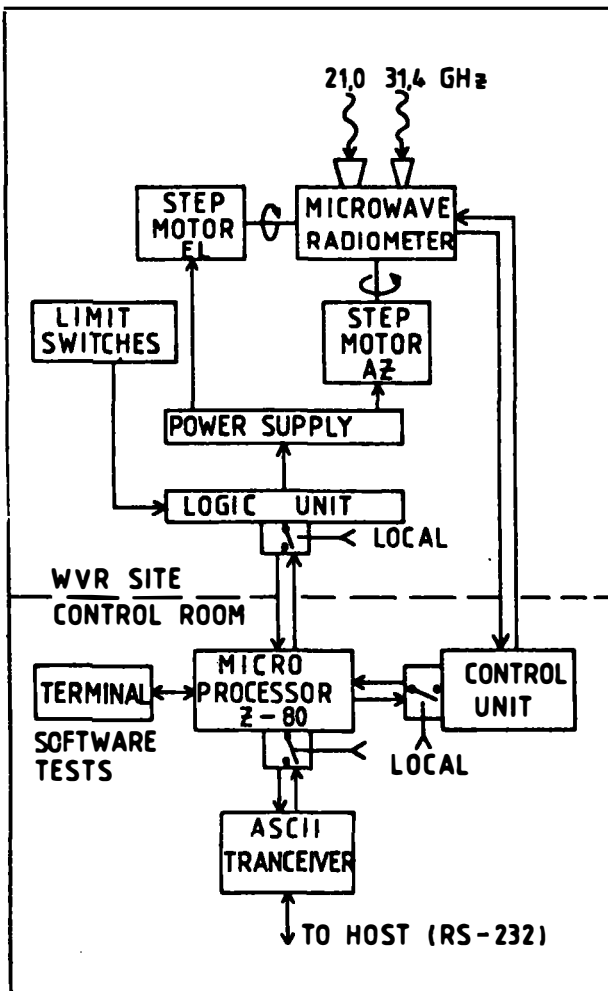 21,0 31,4 GHz
STEP
MOTOR
EL
MICROWAVE
RADIOMETER
LIMIT
SWITCHES
STEP
MOTOR
AZ
POWER SUPPLY
LOGIC UNIT
LOCAL
WVR SITE
CONTROL ROOM
TERMINAL
SOFTWARE
TESTS
MICRO
PROCESSOR
Z-80
CONTROL
UNIT
LOCAL
ASCII
TRANCEIVER
TO HOST (RS-232)